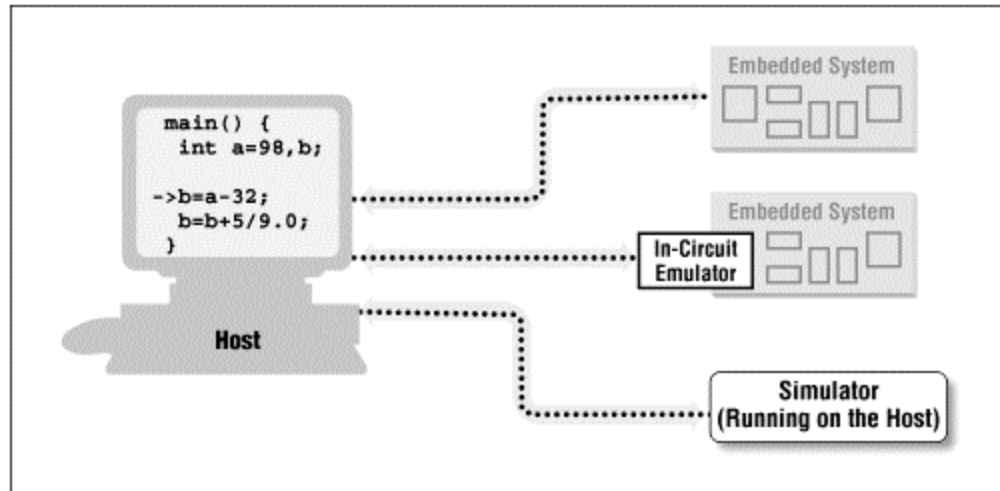 main() {
int a=98,b;
->b=a-32;
b=b+5/9.0;
}
Host
Embedded System
Embedded System
In-Circuit
Emulator
Simulator
(Running on the Host)